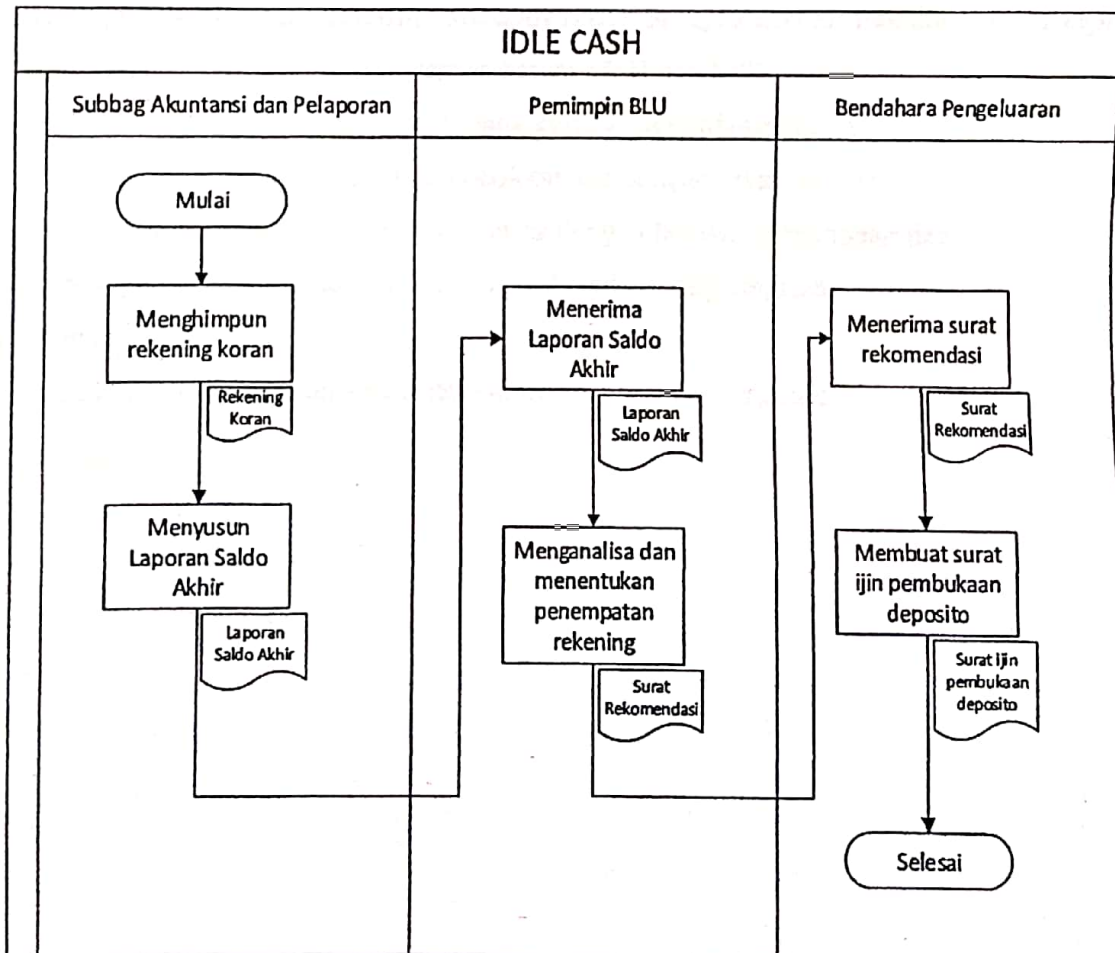 IDLE CASH
Subbag Akuntansi dan Pelaporan
Pemimpin BLU
Bendahara Pengeluaran
Mulai
Menghimpun
rekening koran
Rekening
Koran
Menyusun
Laporan Saldo
Akhir
Laporan
Saldo Akhir
Menerima
Laporan Saldo
Akhir
Laporan
Saldo Akhir
Menganalisa dan
menentukan
penempatan
rekening
Surat
Rekomendasi
Menerima surat
rekomendasi
Surat
Rekomendasi
Membuat surat
ijin pembukaan
deposito
Surat ijin
pembukaan
deposito
Selesai